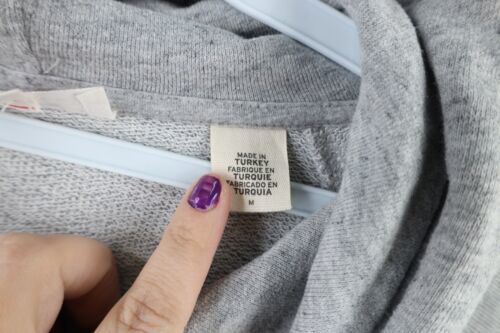 MADE IN
TURKEY
FABRIQUE EN
TURQUIE
FABRICADO EN
TURQUIA
M